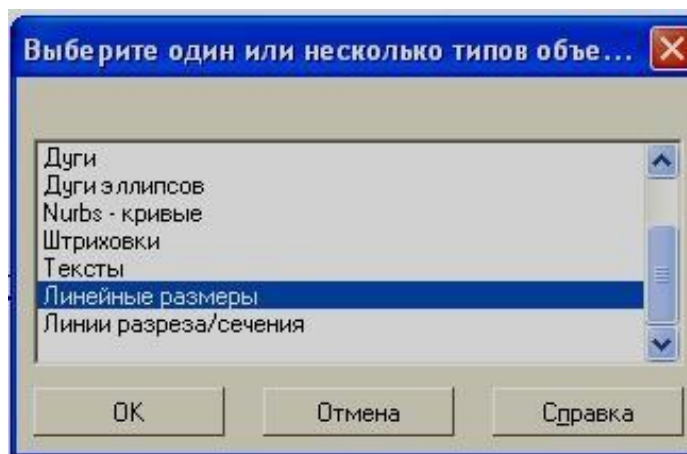 Выберите один или несколько типов объе...
Дуги
Дуги эллипсов
Nurbs - кривые
Штриховки
Тексты
Линейные размеры
Линии разреза/сечения
OK
Отмена
Справка